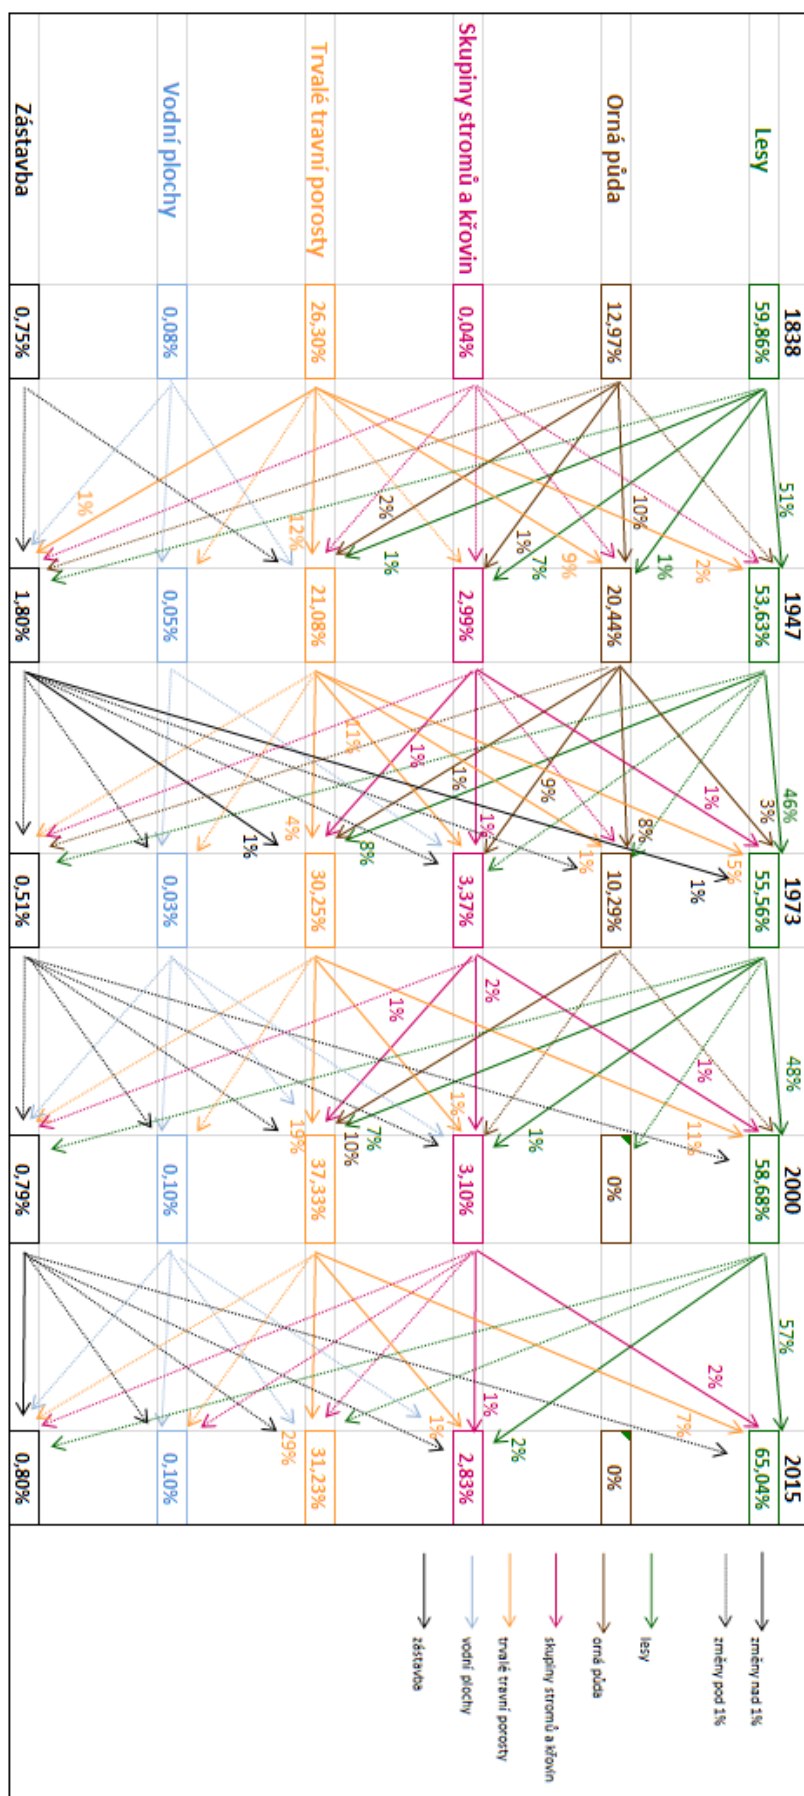 1838 1947 1973 2000 2015
51% 46% 48% 57%
3%
Lesy 59,86% 53,63% 55,56% 58,68% 65,04%
2% 1% 5% 1% 1% 11% 2% 7%
1%
10% 8%
Orná půda 12,97% 20,44% 10,29% 0% 0%
9% 9% 1%
1% 7% 1% 2%
Skupiny stromů a křovin 0,04% 2,99% 3,37% 3,10% 2,83%
1% 1% 2% 1%
1% 1% 1%
2% 1% 1% 8% 1% 7%
11% 10%
Trvalé travní porosty 26,30% 21,08% 30,25% 37,33% 31,23%
12% 4% 19% 29%
1%
Vodní plochy 0,08% 0,05% 0,03% 0,10% 0,10%
1%
Zástavba 0,75% 1,80% 0,51% 0,79% 0,80%
změny nad 1%
změny pod 1%
lesy
orná půda
skupiny stromů a křovin
trvalé travní porosty
vodní plochy
zástavba